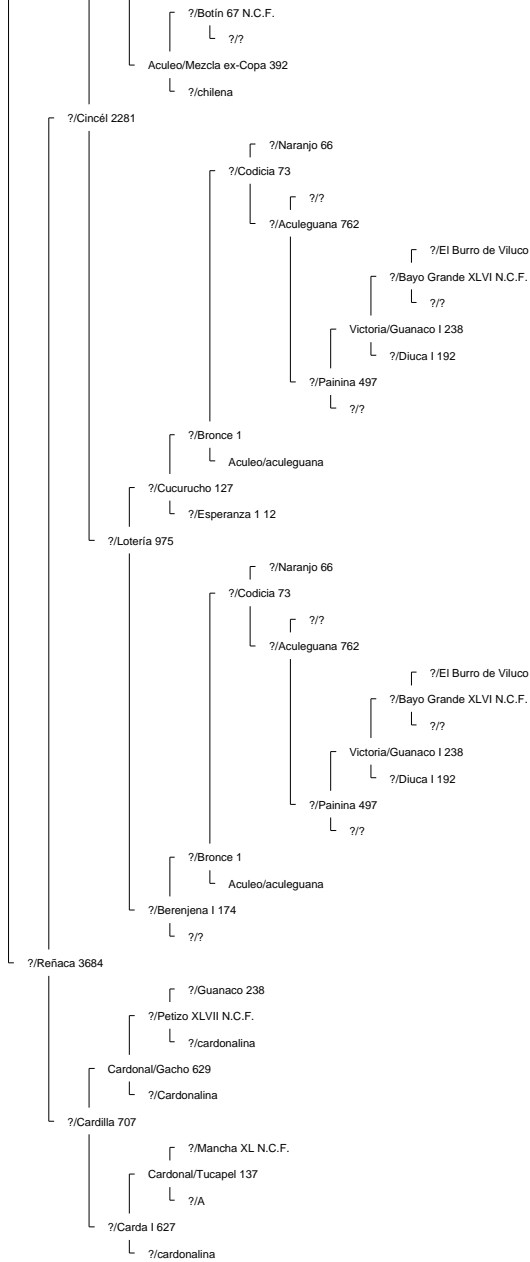 ?/Botín 67 N.C.F.
?/?
Aculeo/Mezcla ex-Copa 392
?/chilena
?/Cincél 2281
?/Naranjo 66
?/Codicia 73
?/?
?/Aculeguana 762
?/El Burro de Viluco
?/Bayo Grande XLVI N.C.F.
?/?
Victoria/Guanaco I 238
?/Diuca I 192
?/Painina 497
?/?
?/Bronce 1
Aculeo/aculeguana
?/Cucurucho 127
?/Esperanza 1 12
?/Lotería 975
?/Naranjo 66
?/Codicia 73
?/?
?/Aculeguana 762
?/El Burro de Viluco
?/Bayo Grande XLVI N.C.F.
?/?
Victoria/Guanaco I 238
?/Diuca I 192
?/Painina 497
?/?
?/Bronce 1
Aculeo/aculeguana
?/Berenjena I 174
?/?
?/Reñaca 3684
?/Guanaco 238
?/Petizo XLVII N.C.F.
?/cardonalina
Cardonal/Gacho 629
?/Cardonalina
?/Cardilla 707
?/Mancha XL N.C.F.
Cardonal/Tucapel 137
?/A
?/Carda I 627
?/cardonalina